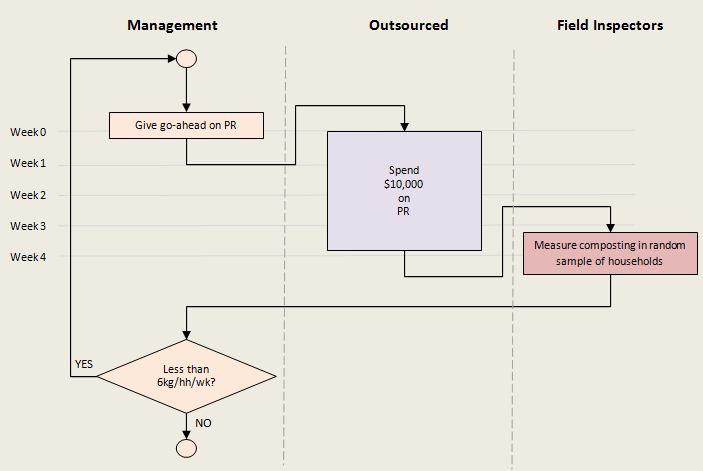 Management
Outsourced
Field Inspectors
Week 0
Give go-ahead on PR
Week 1
Week 2
Week 3
Week 4
Spend
$10,000
on
PR
Measure composting in random
sample of households
Less than
6kg/hh/wk?
YES
NO